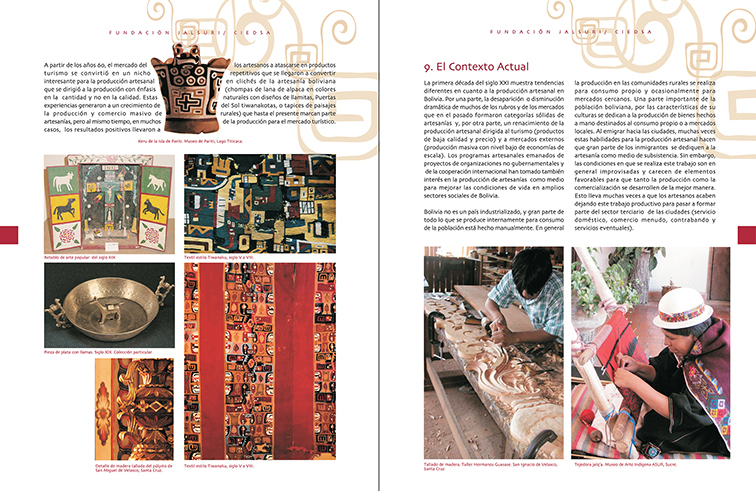 FUNDACIÓN JALSURI/ CIEDSA
A partir de los años 60, el mercado del
turismo se convirtió en un nicho
interesante para la producción artesanal
que se dirigió a la producción con énfasis
en la cantidad y no en la calidad. Estas
experiencias generaron a un crecimiento de
la producción y comercio masivo de
artesanías, pero al mismo tiempo, en muchos
casos, los resultados positivos llevaron a
los artesanos a atascarse en productos
repetitivos que se llegaron a convertir
en clichés de la artesanía boliviana
(Chompas de lana de alpaca en colores
naturales con diseños de llamitas, Puertas
del Sol tiwanakotas, o tapices de paisajes
rurales) que hasta el presente marcan parte
de la producción para el mercado turístico.
Kéru de la Isla de Pariti. Museo de Pariti, Lago Titicaca
Retablo de arte popular del siglo XIX
Textil estilo Tiwanaku, siglo V a VIII.
Pieza de plata con llamas. Siglo XIX. Colección particular
Detalle de madera tallada del púlpito de
San Miguel de Velasco, Santa Cruz.
Textil estilo Tiwanaku, siglo V a VIII.
FUNDACIÓN JALSURI/ CIEDSA
9. El Contexto Actual
La primera década del siglo XXI muestra tendencias
diferentes en cuanto a la producción artesanal en
Bolivia. Por una parte, la desaparición o disminución
dramática de muchos de los rubros y de los mercados
que en el pasado formaron categorías sólidas de
artesanías y, por otra parte, un renacimiento de la
producción artesanal dirigida al turismo (productos
de baja calidad y precio) y a mercados externos
(producción masiva con nivel bajo de economías de
escala). Los programas artesanales emanados de
proyectos de organizaciones no gubernamentales y
de la cooperación internacional han tomado también
interés en la producción de artesanías como medio
para mejorar las condiciones de vida en amplios
sectores sociales de Bolivia.
Bolivia no es un país industrializado, y gran parte de
todo lo que se produce internamente para consumo
de la población está hecho manualmente. En general
la producción en las comunidades rurales se realiza
para consumo propio y ocasionalmente para
mercados cercanos. Una parte importante de la
población boliviana, por las características de su
culturas se dedican a la producción de bienes hechos
a mano destinados al consumo propio o a mercados
locales. Al emigrar hacia las ciudades, muchas veces
estas habilidades para la producción artesanal hacen
que gran parte de los inmigrantes se dediquen a la
artesanía como medio de subsistencia. Sin embargo,
las condiciones en que se realiza este trabajo son en
general improvisadas y carecen de elementos
favorables para que tanto la producción como la
comercialización se desarrollen de la mejor manera.
Esto lleva muchas veces a que los artesanos acaben
dejando este trabajo productivo para pasar a formar
parte del sector terciario de las ciudades (servicio
doméstico, comercio menudo, contrabando y
servicios eventuales).
Tallado de madera. Taller Hermanos Guasase. San Ignacio de Velasco,
Santa Cruz
Tejedora jalq'a. Museo de Arte Indígena ASUR, Sucre.